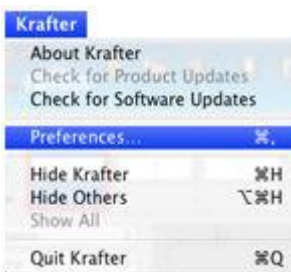 Krafter
About Krafter
Check for Product Updates
Check for Software Updates
Preferences... ⌘,
Hide Krafter ⌘H
Hide Others ⌥⌘H
Show All
Quit Krafter ⌘Q